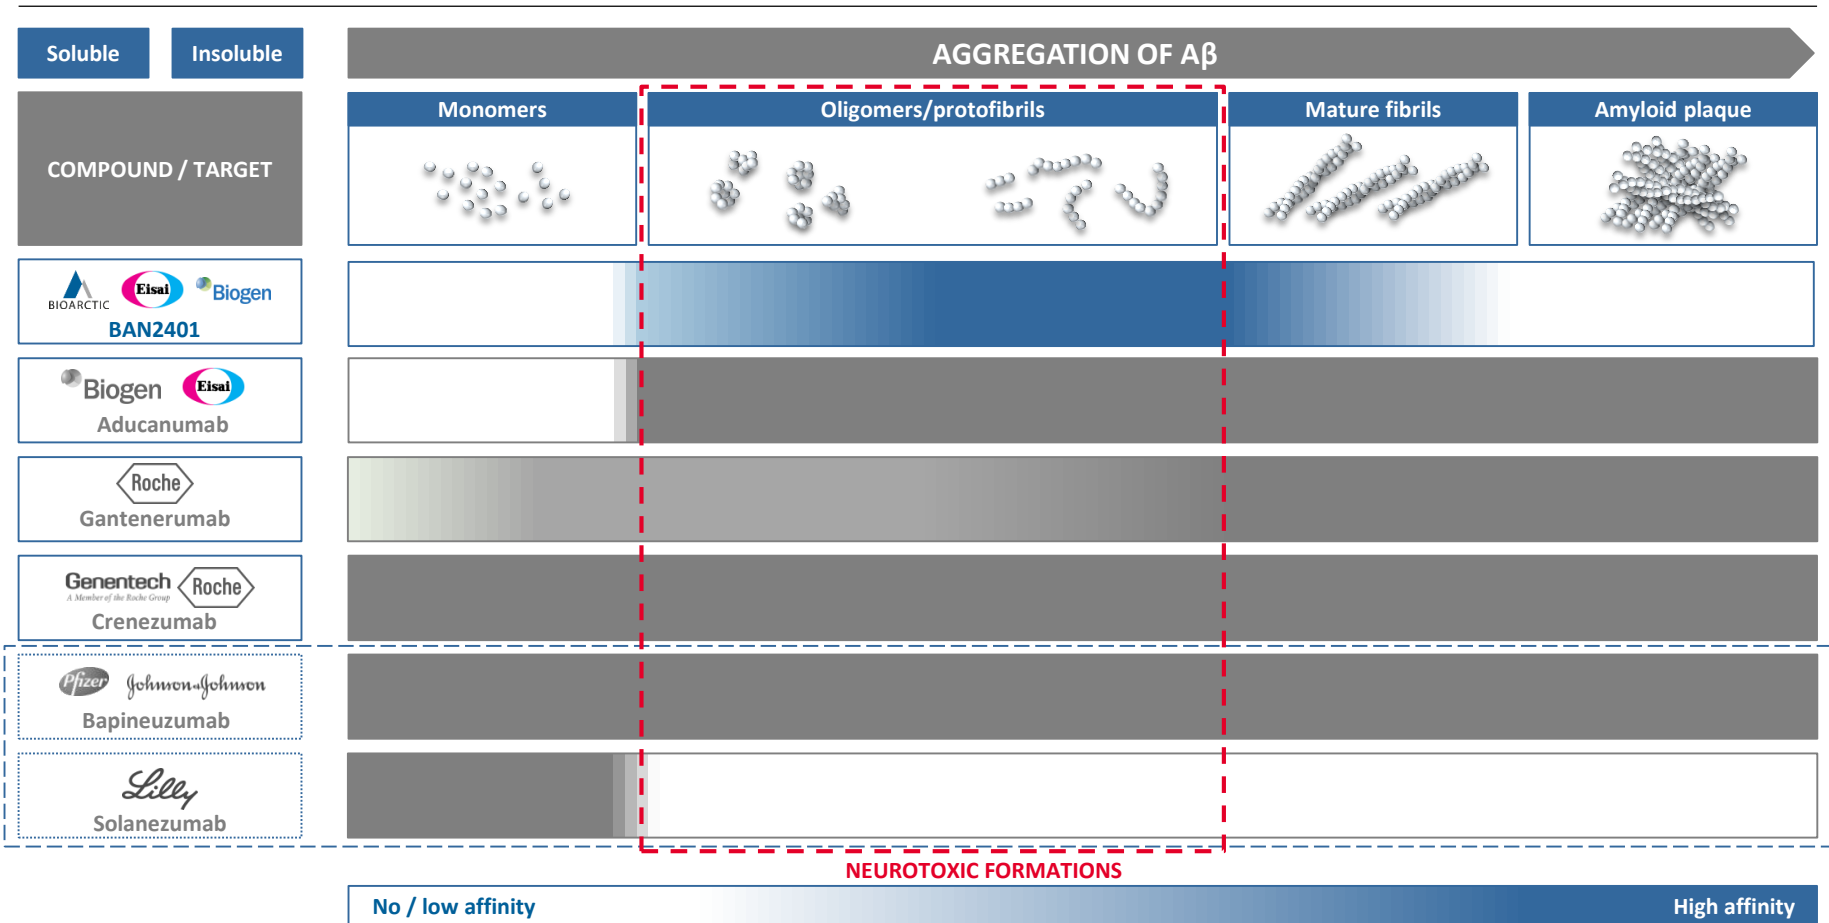 Soluble
Insoluble
AGGREGATION OF Aβ
COMPOUND / TARGET
Monomers
Oligomers/protofibrils
Mature fibrils
Amyloid plaque
BIOARCTIC
Eisai
Biogen
BAN2401
Biogen
Eisai
Aducanumab
Roche
Gantenerumab
Genentech
A Member of the Roche Group
Roche
Crenezumab
Pfizer
Johnson & Johnson
Bapineuzumab
Lilly
Solanezumab
NEUROTOXIC FORMATIONS
No / low affinity
High affinity